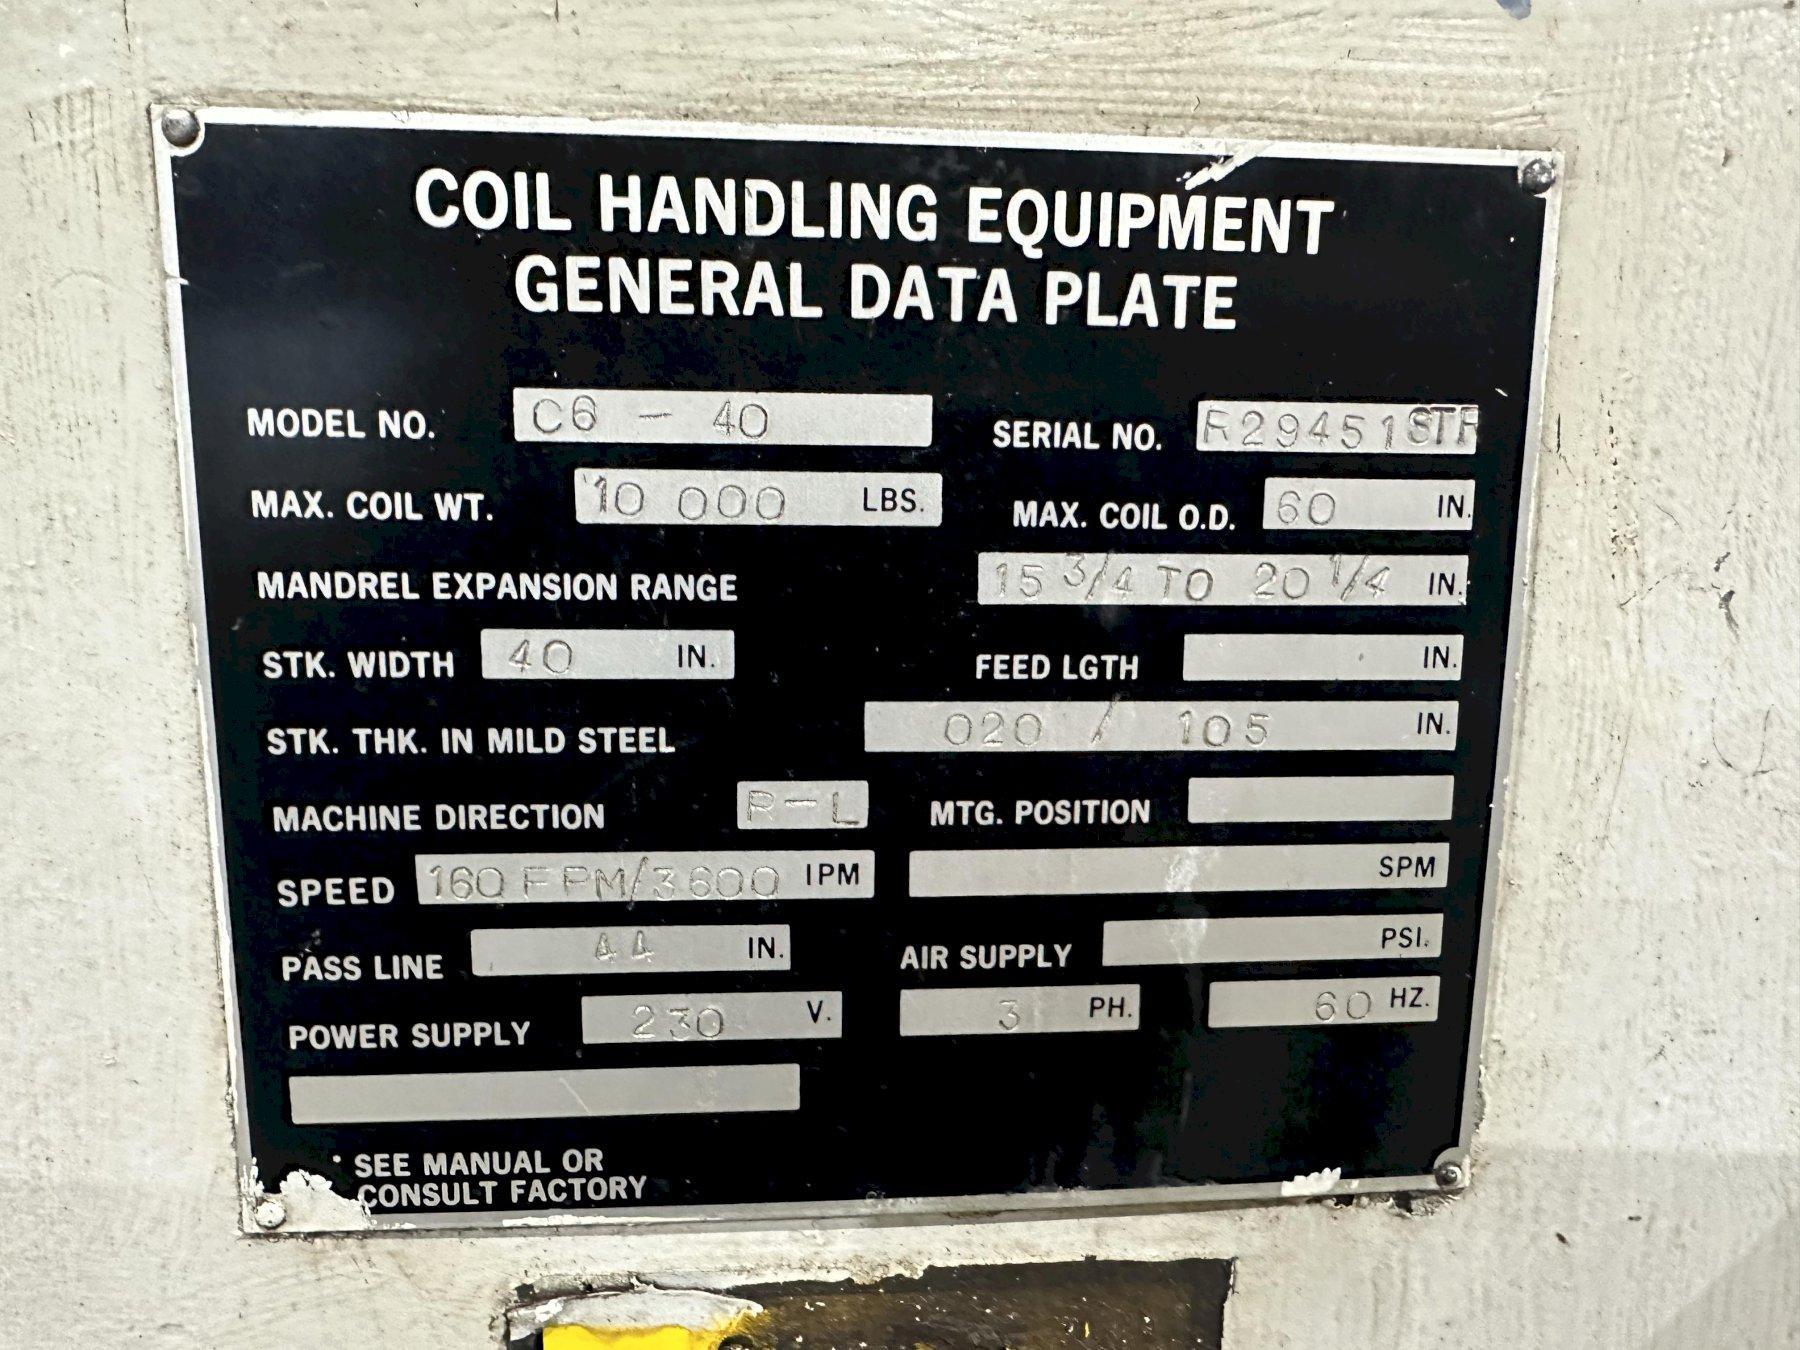 COIL HANDLING EQUIPMENT
GENERAL DATA PLATE
MODEL NO. C6 - 40 SERIAL NO. R29451STR
MAX. COIL WT. 10 000 LBS. MAX. COIL O.D. 60 IN.
MANDREL EXPANSION RANGE 15 3/4 TO 20 1/4 IN.
STK. WIDTH 40 IN. FEED LGTH IN.
STK. THK. IN MILD STEEL 020 / 105 IN.
MACHINE DIRECTION R-L MTG. POSITION
SPEED 160 FPM/3600 IPM SPM
PASS LINE 44 IN. AIR SUPPLY PSI.
POWER SUPPLY 230 V. 3 PH. 60 HZ.
* SEE MANUAL OR
CONSULT FACTORY